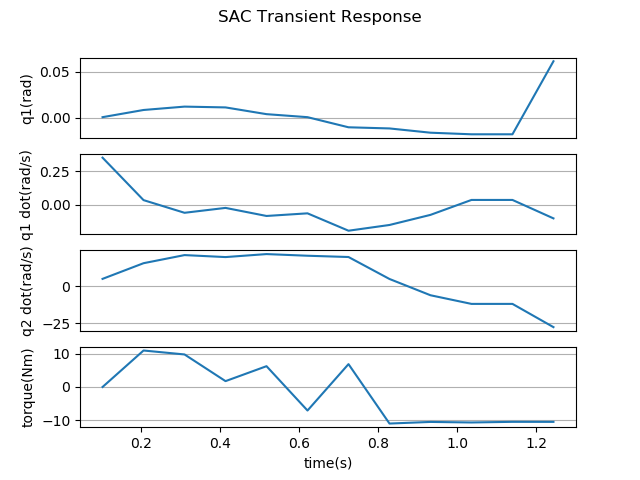 SAC Transient Response
0.05
0.00
q1(rad)
0.25
0.00
q1 dot(rad/s)
0
−25
q2 dot(rad/s)
10
0
−10
torque(Nm)
0.2 0.4 0.6 0.8 1.0 1.2
time(s)